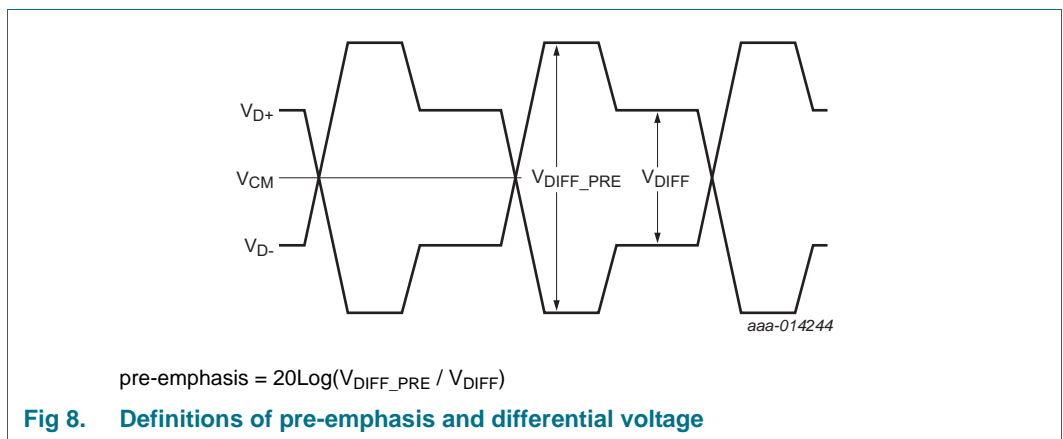 V_D+
V_CM
V_DIFF_PRE V_DIFF
V_D-
aaa-014244
pre-emphasis = 20Log(V_DIFF_PRE / V_DIFF)
Fig 8. Definitions of pre-emphasis and differential voltage